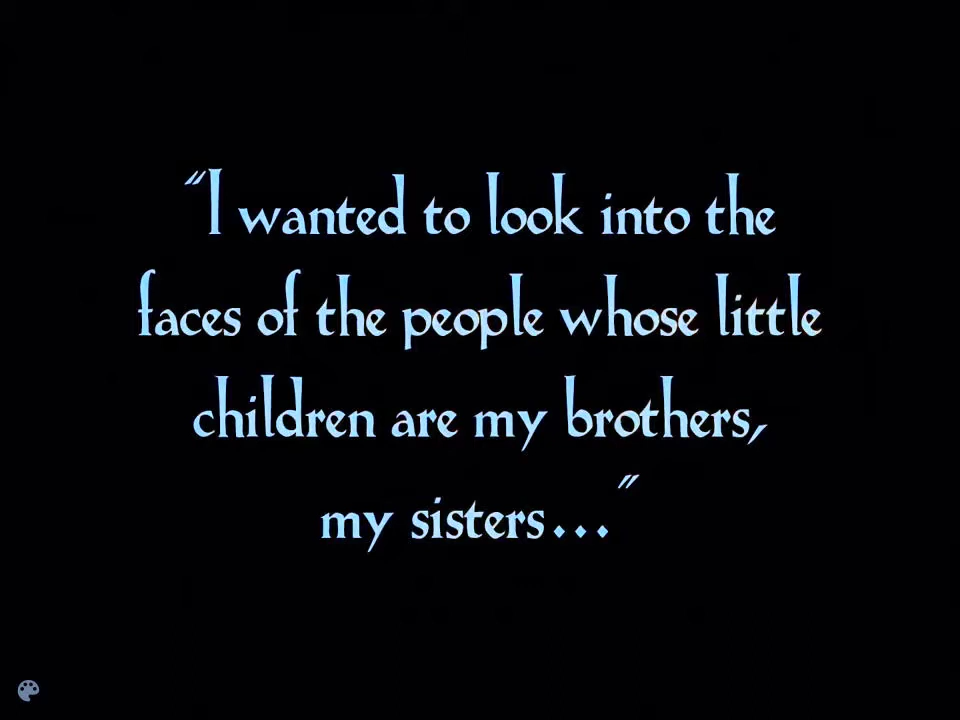 “I wanted to look into the
faces of the people whose little
children are my brothers,
my sisters...”